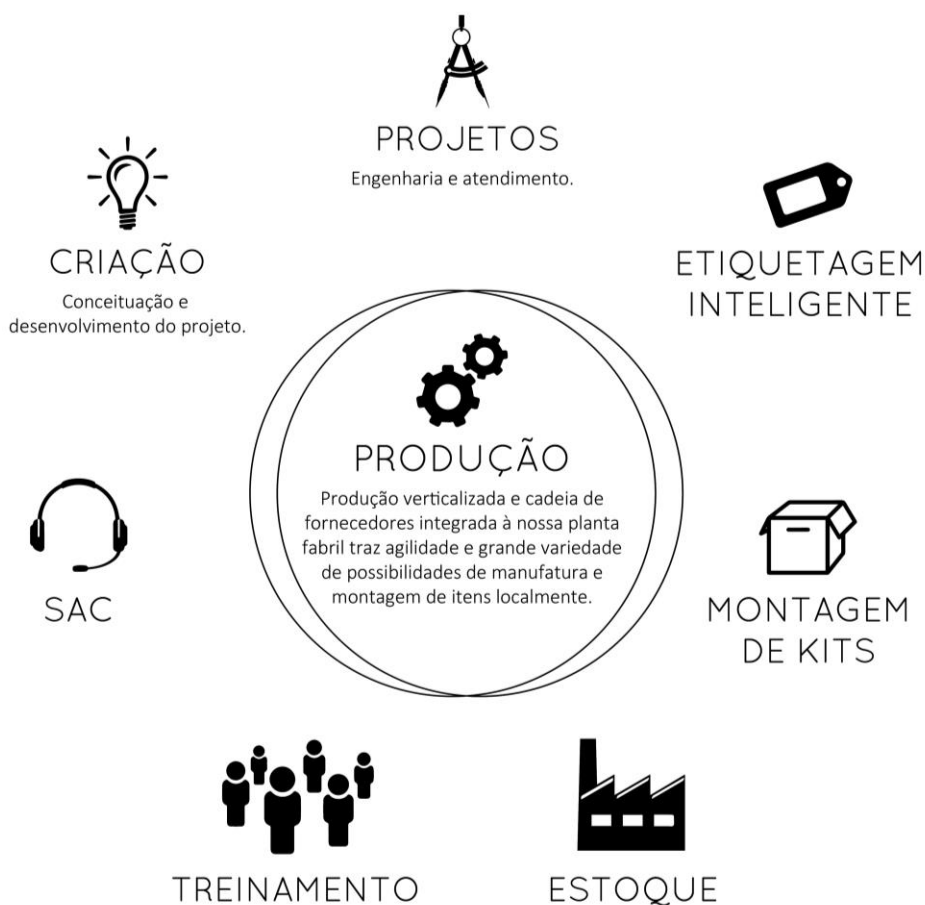 PROJETOS
Engenharia e atendimento.
CRIAÇÃO
Conceituação e
desenvolvimento do projeto.
ETIQUETAGEM
INTELIGENTE
PRODUÇÃO
Produção verticalizada e cadeia de
fornecedores integrada à nossa planta
fabril traz agilidade e grande variedade
de possibilidades de manufatura e
montagem de itens localmente.
SAC
MONTAGEM
DE KITS
TREINAMENTO
ESTOQUE